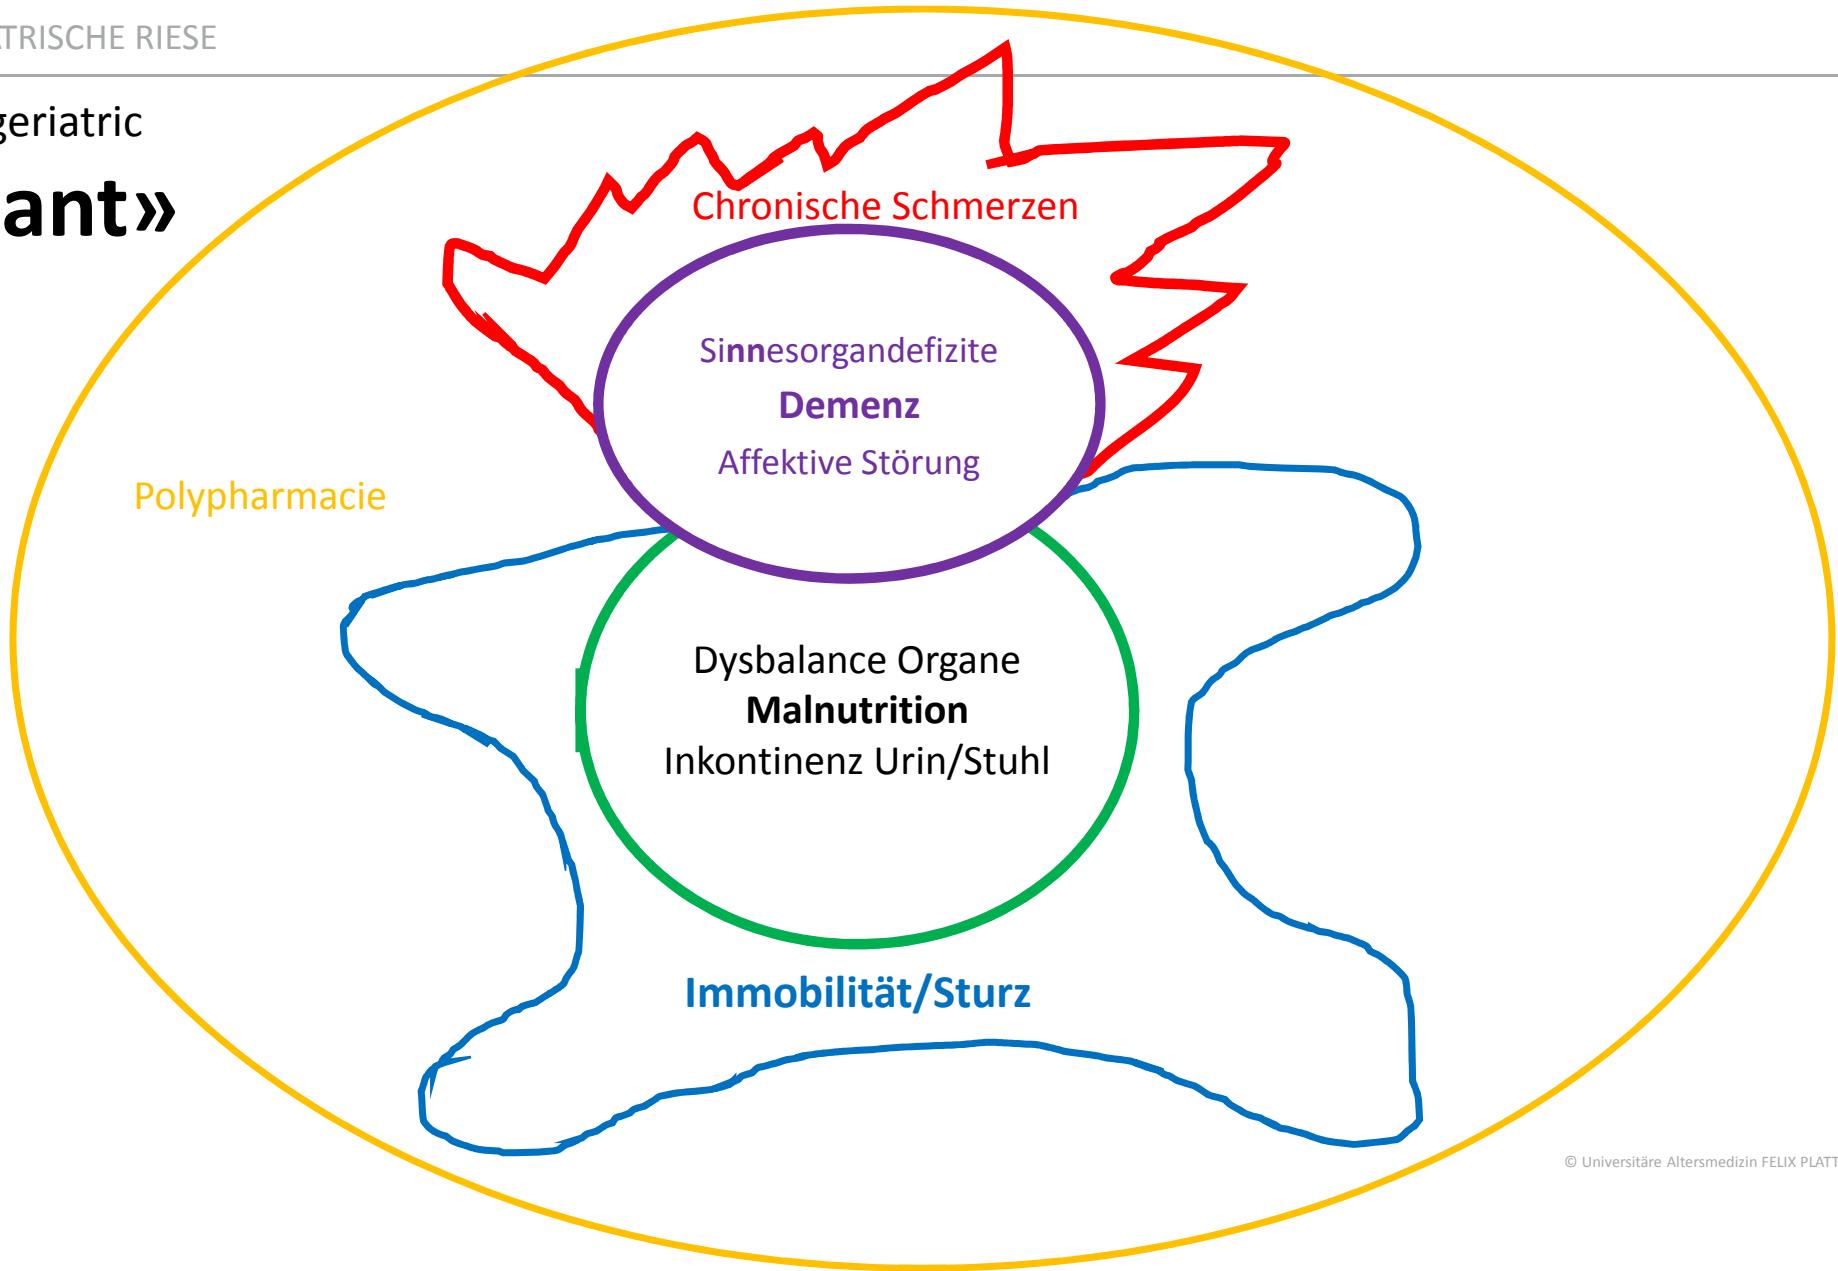 ATRISCHE RIESE
geriatric
ant»
Chronische Schmerzen
Sinnesorgandefizite
Demenz
Affektive Störung
Polypharmacie
Dysbalance Organe
Malnutrition
Inkontinenz Urin/Stuhl
Immobilität/Sturz
© Universitäre Altersmedizin FELIX PLATT